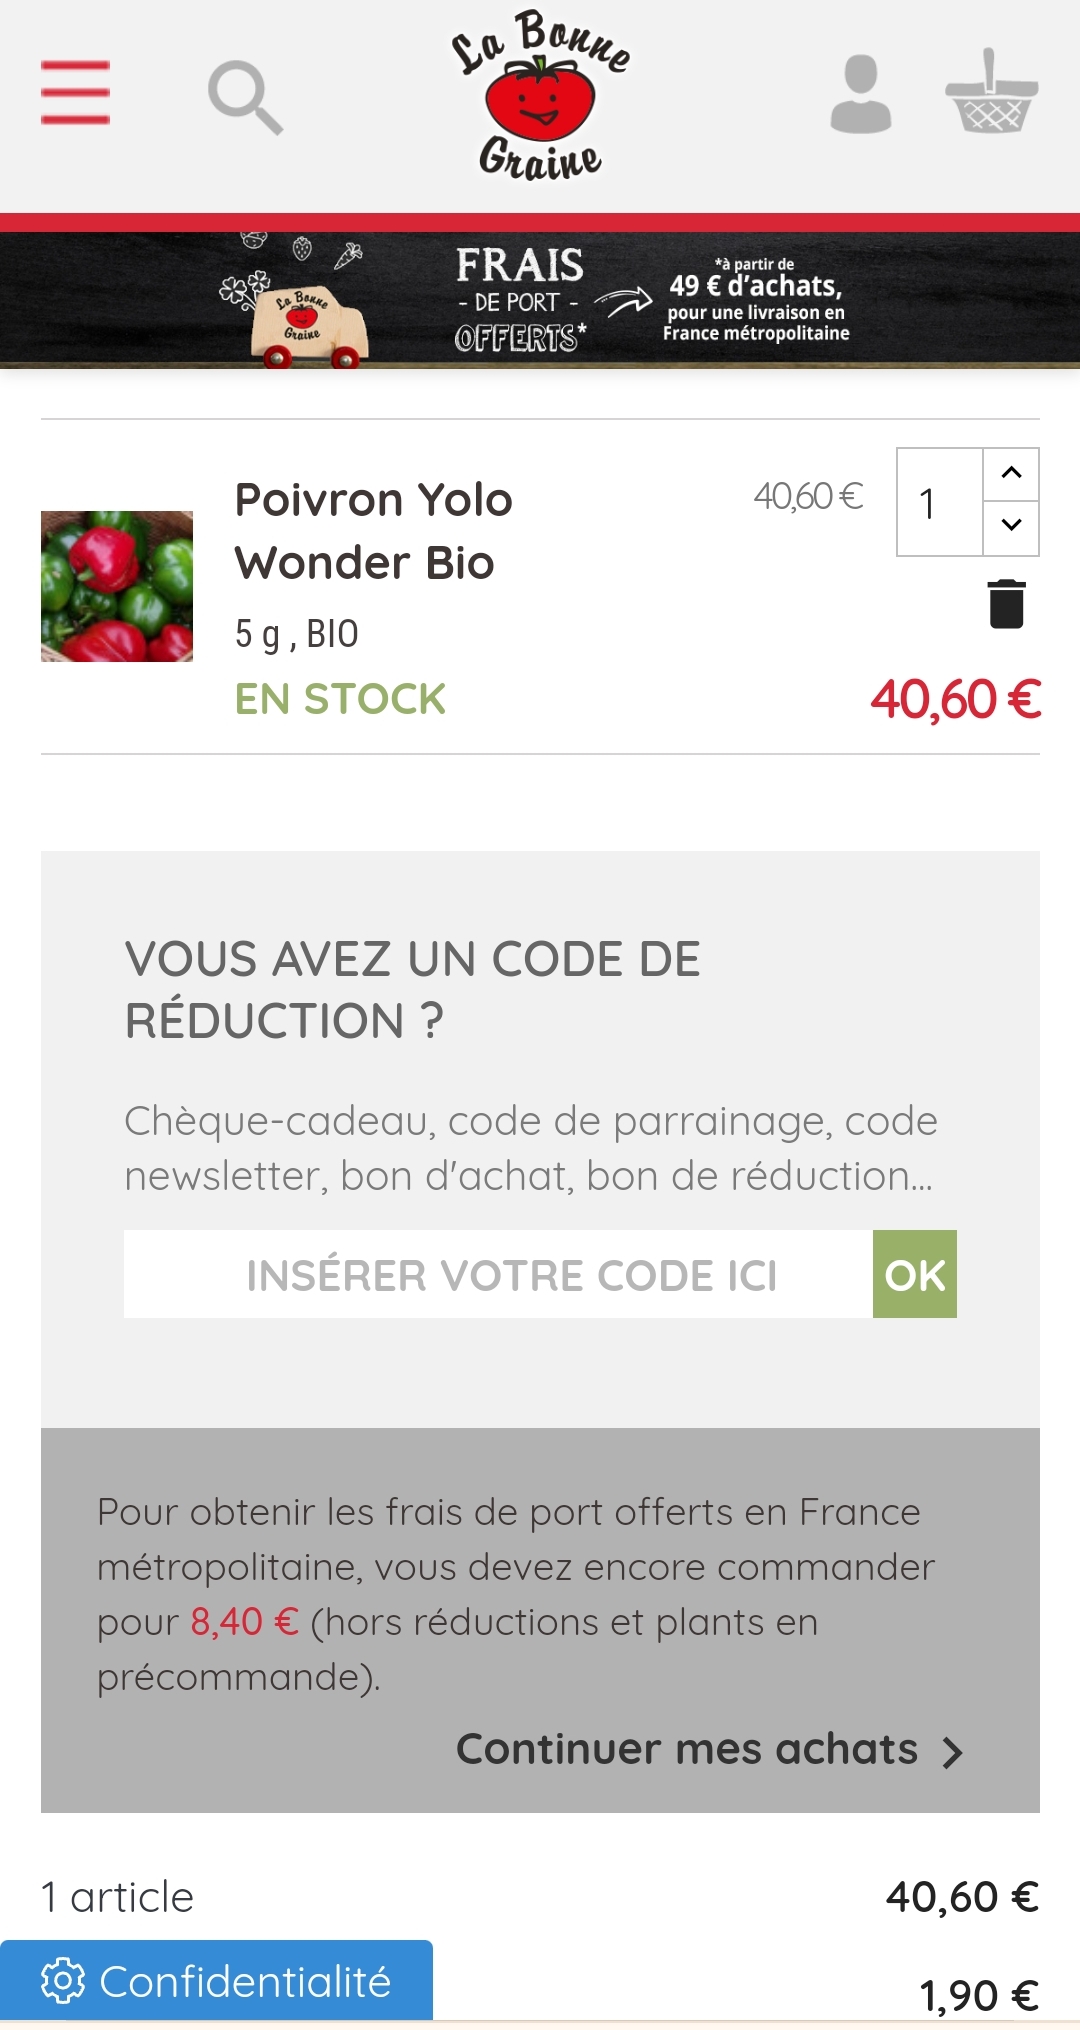 La Bonne
Graine
La Bonne
Graine
FRAIS
- DE PORT -
OFFERTS*
*à partir de
49 € d'achats,
pour une livraison en
France métropolitaine
Poivron Yolo
Wonder Bio
5 g , BIO
EN STOCK
40,60 €
1
40,60 €
VOUS AVEZ UN CODE DE
RÉDUCTION ?
Chèque-cadeau, code de parrainage, code
newsletter, bon d'achat, bon de réduction...
INSÉRER VOTRE CODE ICI
OK
Pour obtenir les frais de port offerts en France
métropolitaine, vous devez encore commander
pour 8,40 € (hors réductions et plants en
précommande).
Continuer mes achats
1 article 40,60 €
Confidentialité
1,90 €